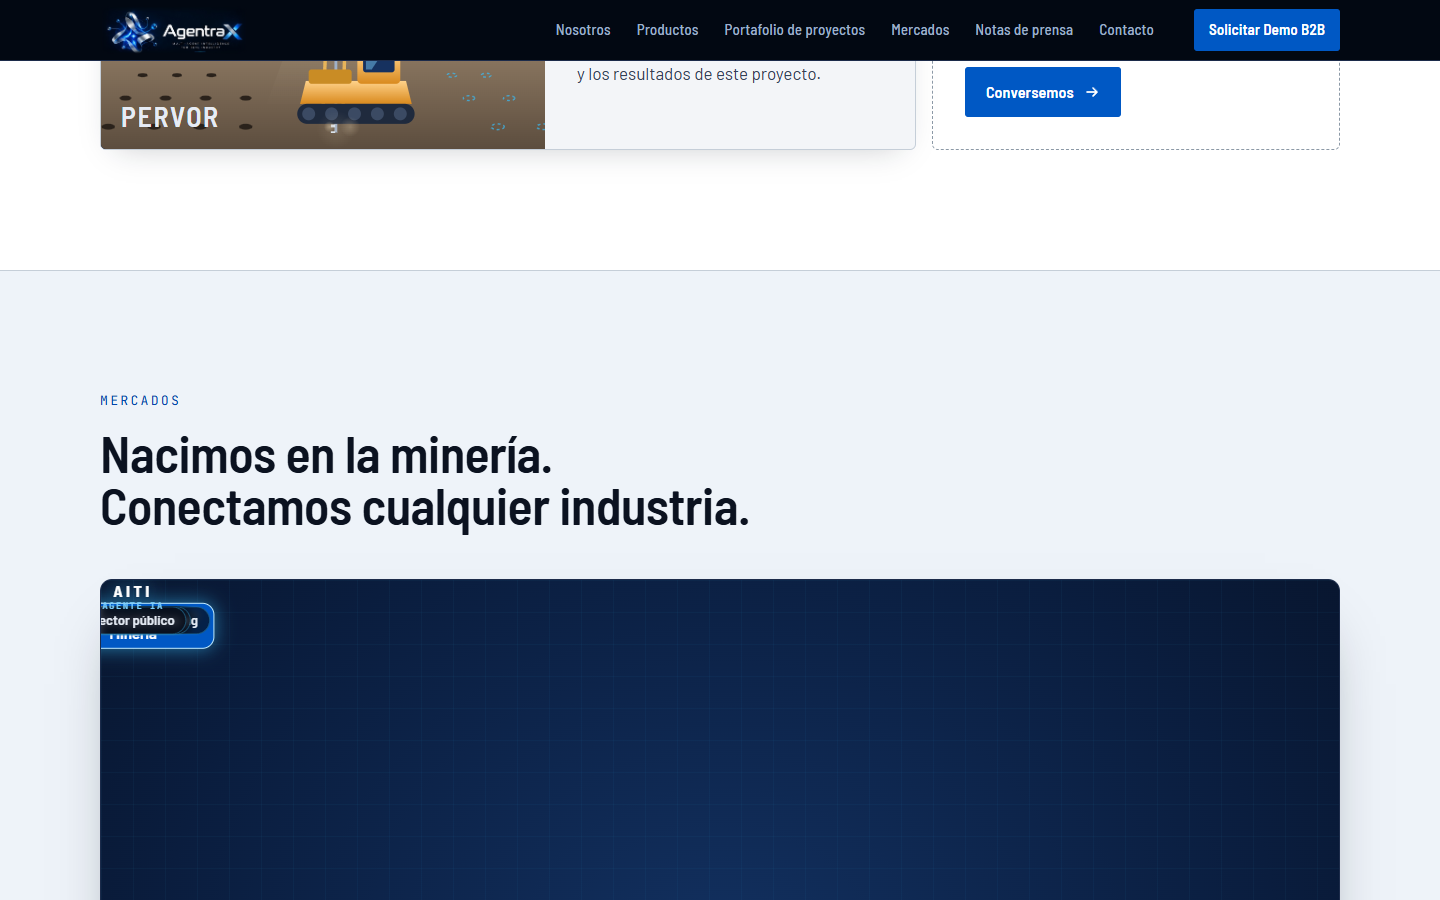 AgentraX
Nosotros
Productos
Portafolio de proyectos
Mercados
Notas de prensa
Contacto
Solicitar Demo B2B
PERVOR
y los resultados de este proyecto.
Conversemos
MERCADOS
Nacimos en la minería.
Conectamos cualquier industria.
AITI
AGENTE IA
ector público
g